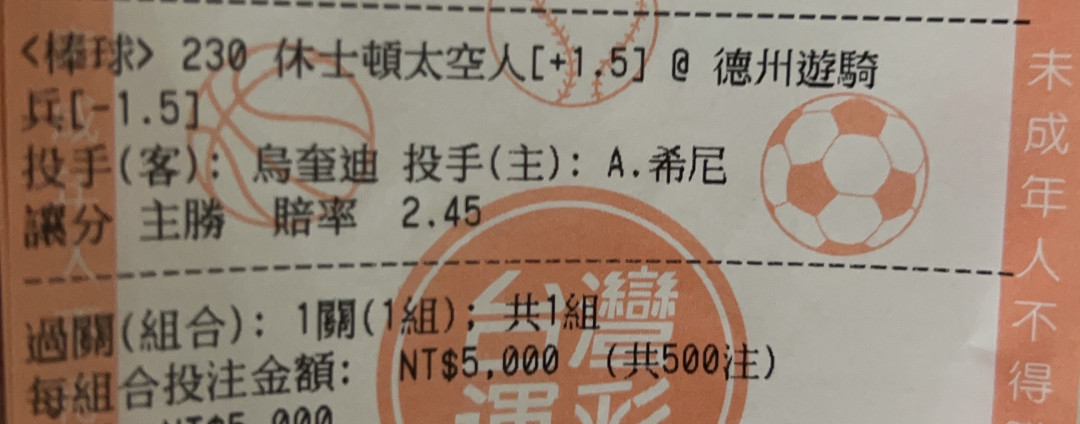 <棒球> 230 休士頓太空人[+1.5] @ 德州遊騎
兵[-1.5]
投手(客): 烏奎迪 投手(主): A.希尼
讓分 主勝 賠率 2.45
過關(組合): 1關(1組); 共1組
每組合投注金額: NT$5,000 (共500注)
NT$5,000
台灣
運彩
未成年人不得